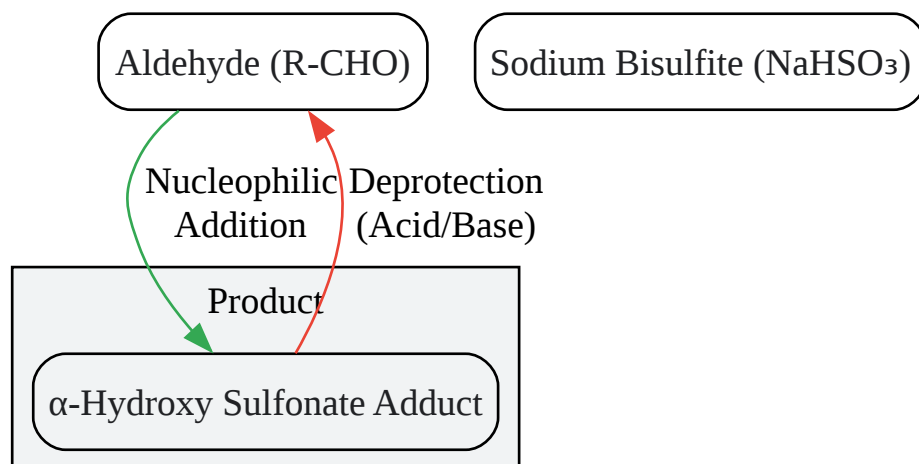 Aldehyde (R-CHO)
Sodium Bisulfite (NaHSO₃)
Nucleophilic
Addition
Deprotection
(Acid/Base)
Product
α-Hydroxy Sulfonate Adduct